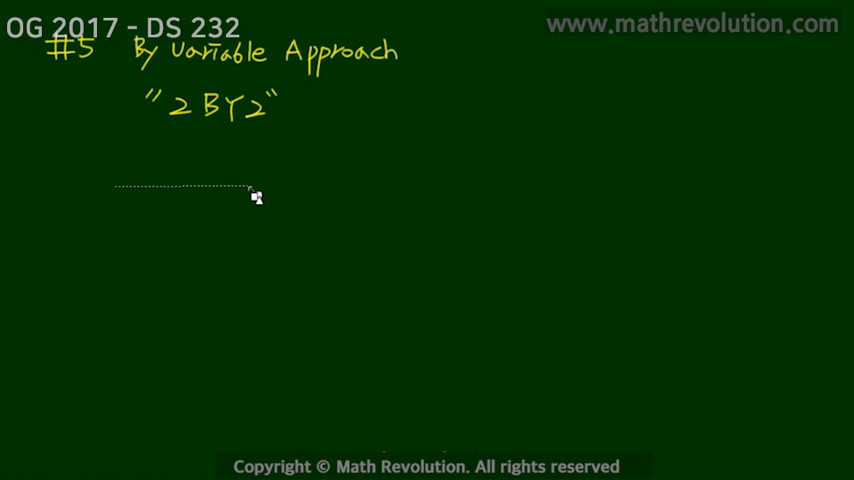 OG 2017 - DS 232
www.mathrevolution.com
#5 By Variable Approach
"2 BY 2"
Copyright © Math Revolution. All rights reserved